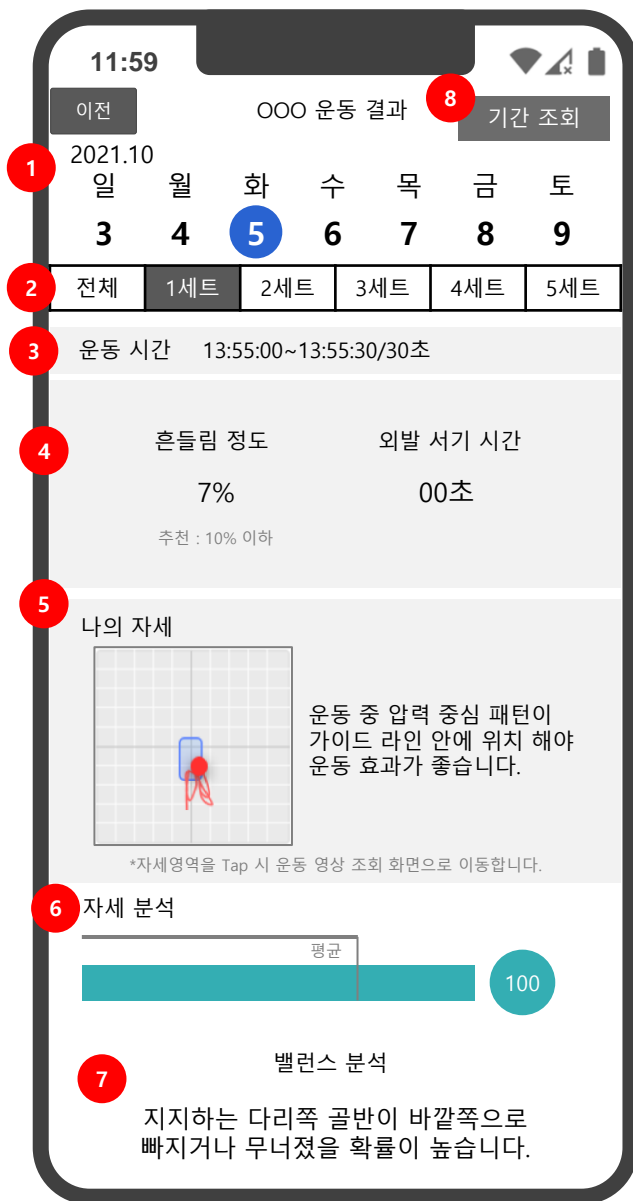 11:59
이전
OOO 운동 결과
8
기간 조회
1
2021.10
일 월 화 수 목 금 토
3 4 5 6 7 8 9
2
전체 1세트 2세트 3세트 4세트 5세트
3
운동 시간 13:55:00~13:55:30/30초
4
흔들림 정도 외발 서기 시간
7% 00초
추천 : 10% 이하
5
나의 자세
운동 중 압력 중심 패턴이
가이드 라인 안에 위치 해야
운동 효과가 좋습니다.
*자세영역을 Tap 시 운동 영상 조회 화면으로 이동합니다.
6
자세 분석
평균
100
밸런스 분석
7
지지하는 다리쪽 골반이 바깥쪽으로
빠지거나 무너졌을 확률이 높습니다.